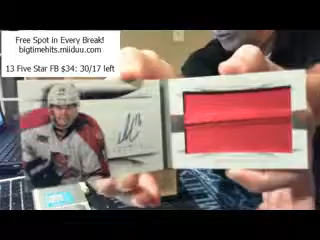 Free Spot in Every Break!
bigtimehits.miiduu.com
13 Five Star FB $34: 30/17 left